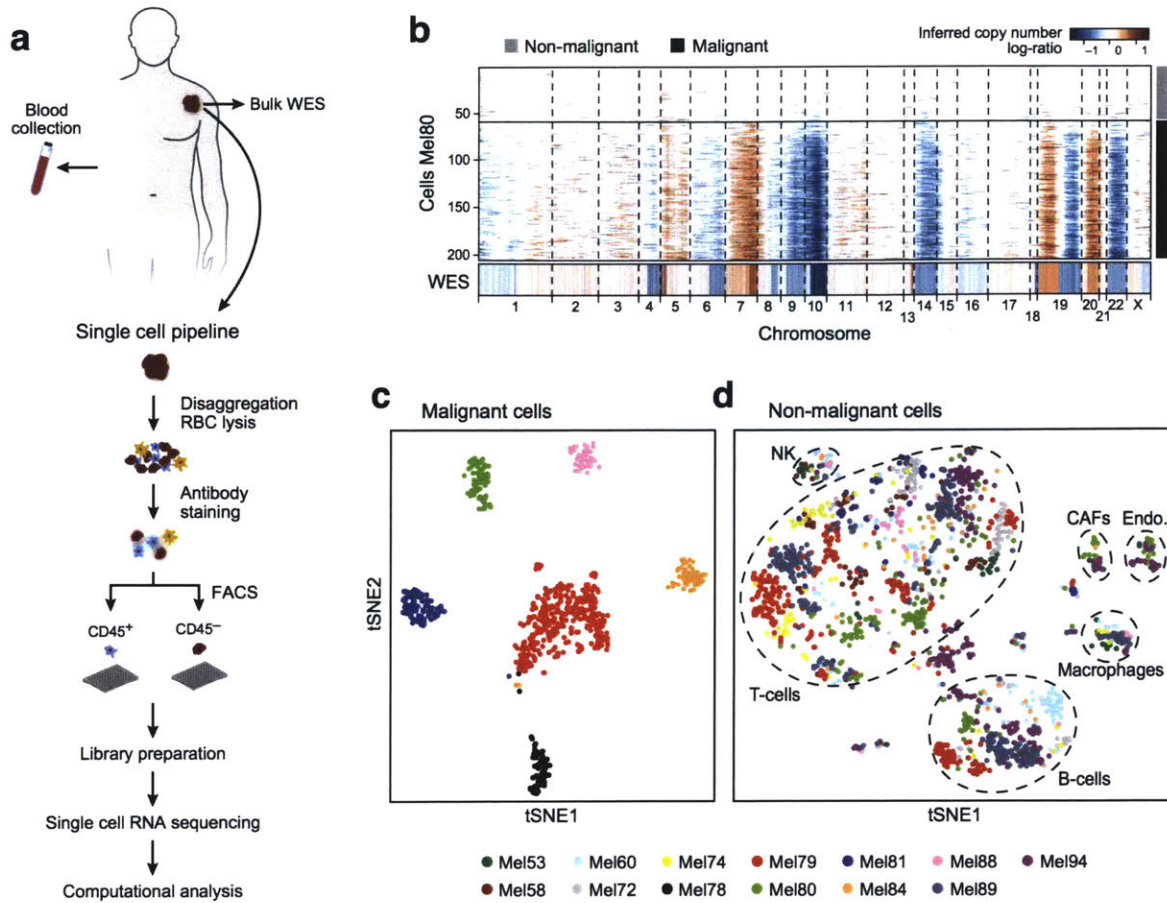 a
Blood
collection
Bulk WES
Single cell pipeline
Disaggregation
RBC lysis
Antibody
staining
FACS
CD45+
CD45–
Library preparation
Single cell RNA sequencing
Computational analysis
b
Non-malignant
Malignant
Inferred copy number
log-ratio
−1 0 1
Cells Mel80
50
100
150
200
WES
1 2 3 4 5 6 7 8 9 10 11 12 13 14 15 16 17 18 19 20 21 22 X
Chromosome
c
Malignant cells
tSNE2
tSNE1
d
Non-malignant cells
NK
CAFs
Endo.
Macrophages
T-cells
B-cells
tSNE1
Mel53 Mel60 Mel74 Mel79 Mel81 Mel88 Mel94
Mel58 Mel72 Mel78 Mel80 Mel84 Mel89